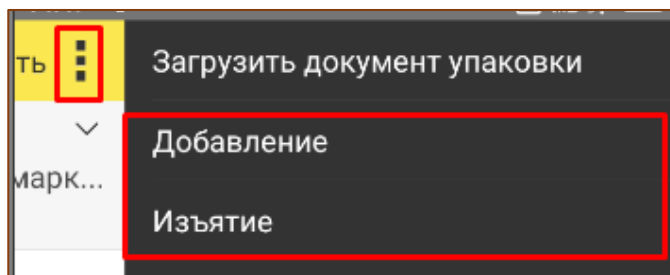 ть
Загрузить документ упаковки
Добавление
марк...
Изъятие